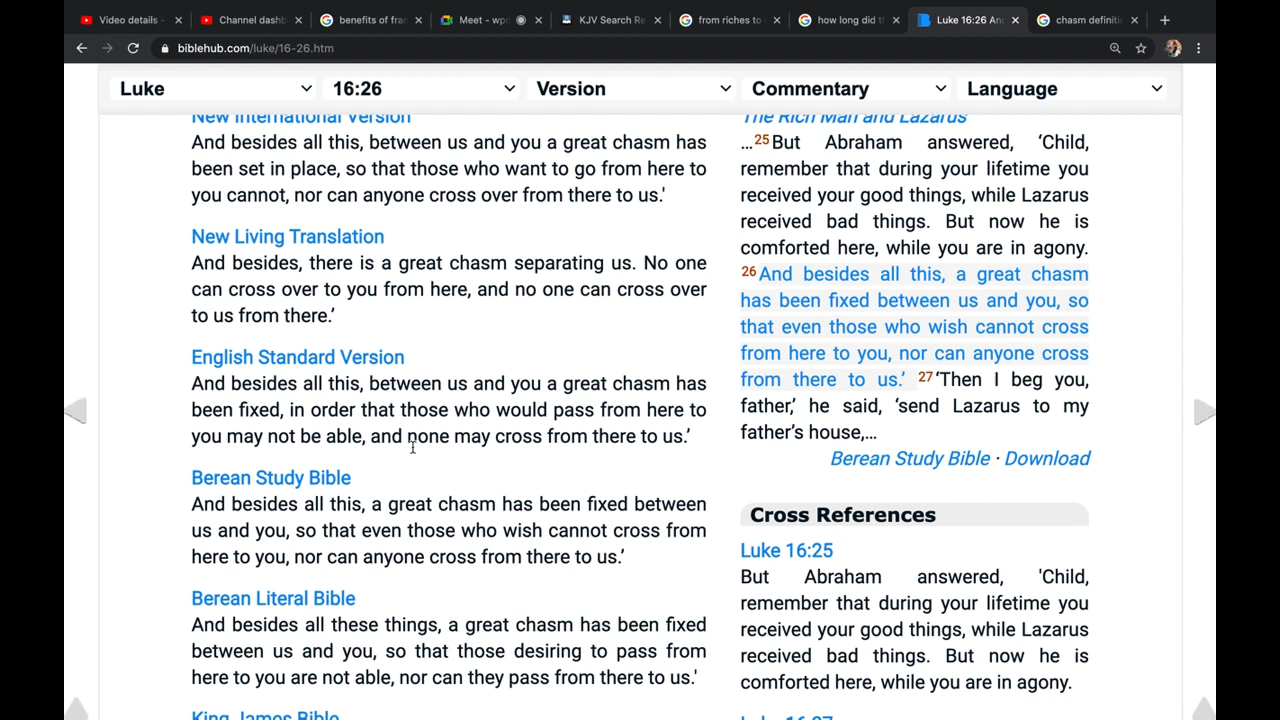 Video details -
Channel dashb
benefits of fra
Meet - wp
KJV Search Re
from riches to
how long did t
Luke 16:26 An
chasm definiti
biblehub.com/luke/16-26.htm
Luke
16:26
Version
Commentary
Language
New International Version
And besides all this, between us and you a great chasm has
been set in place, so that those who want to go from here to
you cannot, nor can anyone cross over from there to us.'
New Living Translation
And besides, there is a great chasm separating us. No one
can cross over to you from here, and no one can cross over
to us from there.’
English Standard Version
And besides all this, between us and you a great chasm has
been fixed, in order that those who would pass from here to
you may not be able, and none may cross from there to us.’
Berean Study Bible
And besides all this, a great chasm has been fixed between
us and you, so that even those who wish cannot cross from
here to you, nor can anyone cross from there to us.’
Berean Literal Bible
And besides all these things, a great chasm has been fixed
between us and you, so that those desiring to pass from
here to you are not able, nor can they pass from there to us.'
King James Bible
The Rich Man and Lazarus
…25But Abraham answered, ‘Child,
remember that during your lifetime you
received your good things, while Lazarus
received bad things. But now he is
comforted here, while you are in agony.
26And besides all this, a great chasm
has been fixed between us and you, so
that even those who wish cannot cross
from here to you, nor can anyone cross
from there to us.’ 27‘Then I beg you,
father,’ he said, ‘send Lazarus to my
father’s house,…
Berean Study Bible · Download
Cross References
Luke 16:25
But Abraham answered, 'Child,
remember that during your lifetime you
received your good things, while Lazarus
received bad things. But now he is
comforted here, while you are in agony.
Luke 16:27